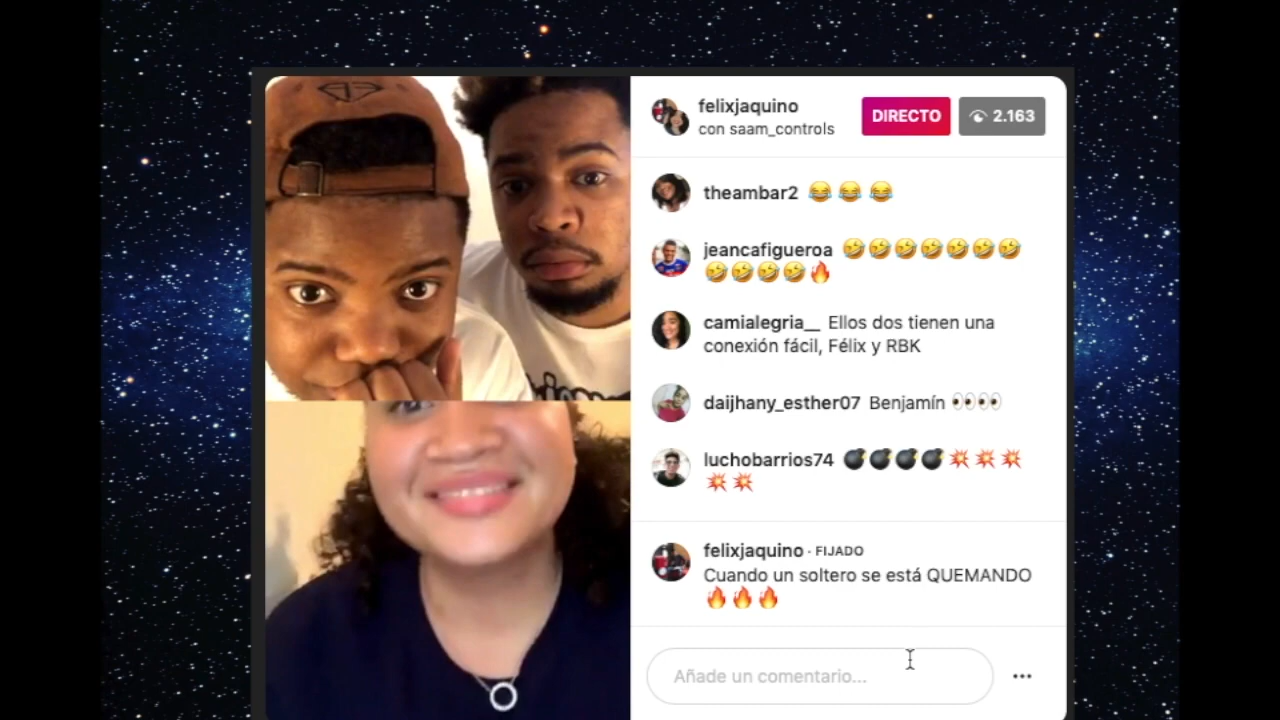 felixjaquino
con saam_controls
DIRECTO
2.163
theambar2 😂 😂 😂
jeancafigueroa 🤣🤣🤣🤣🤣🤣🤣
🤣🤣🤣🤣🔥
camialegria__ Ellos dos tienen una
conexión fácil, Félix y RBK
daijhany_esther07 Benjamín 👀👀
luchobarrios74 💣💣💣💣💥💥💥
💥💥
felixjaquino · FIJADO
Cuando un soltero se está QUEMANDO
🔥🔥🔥
Añade un comentario...